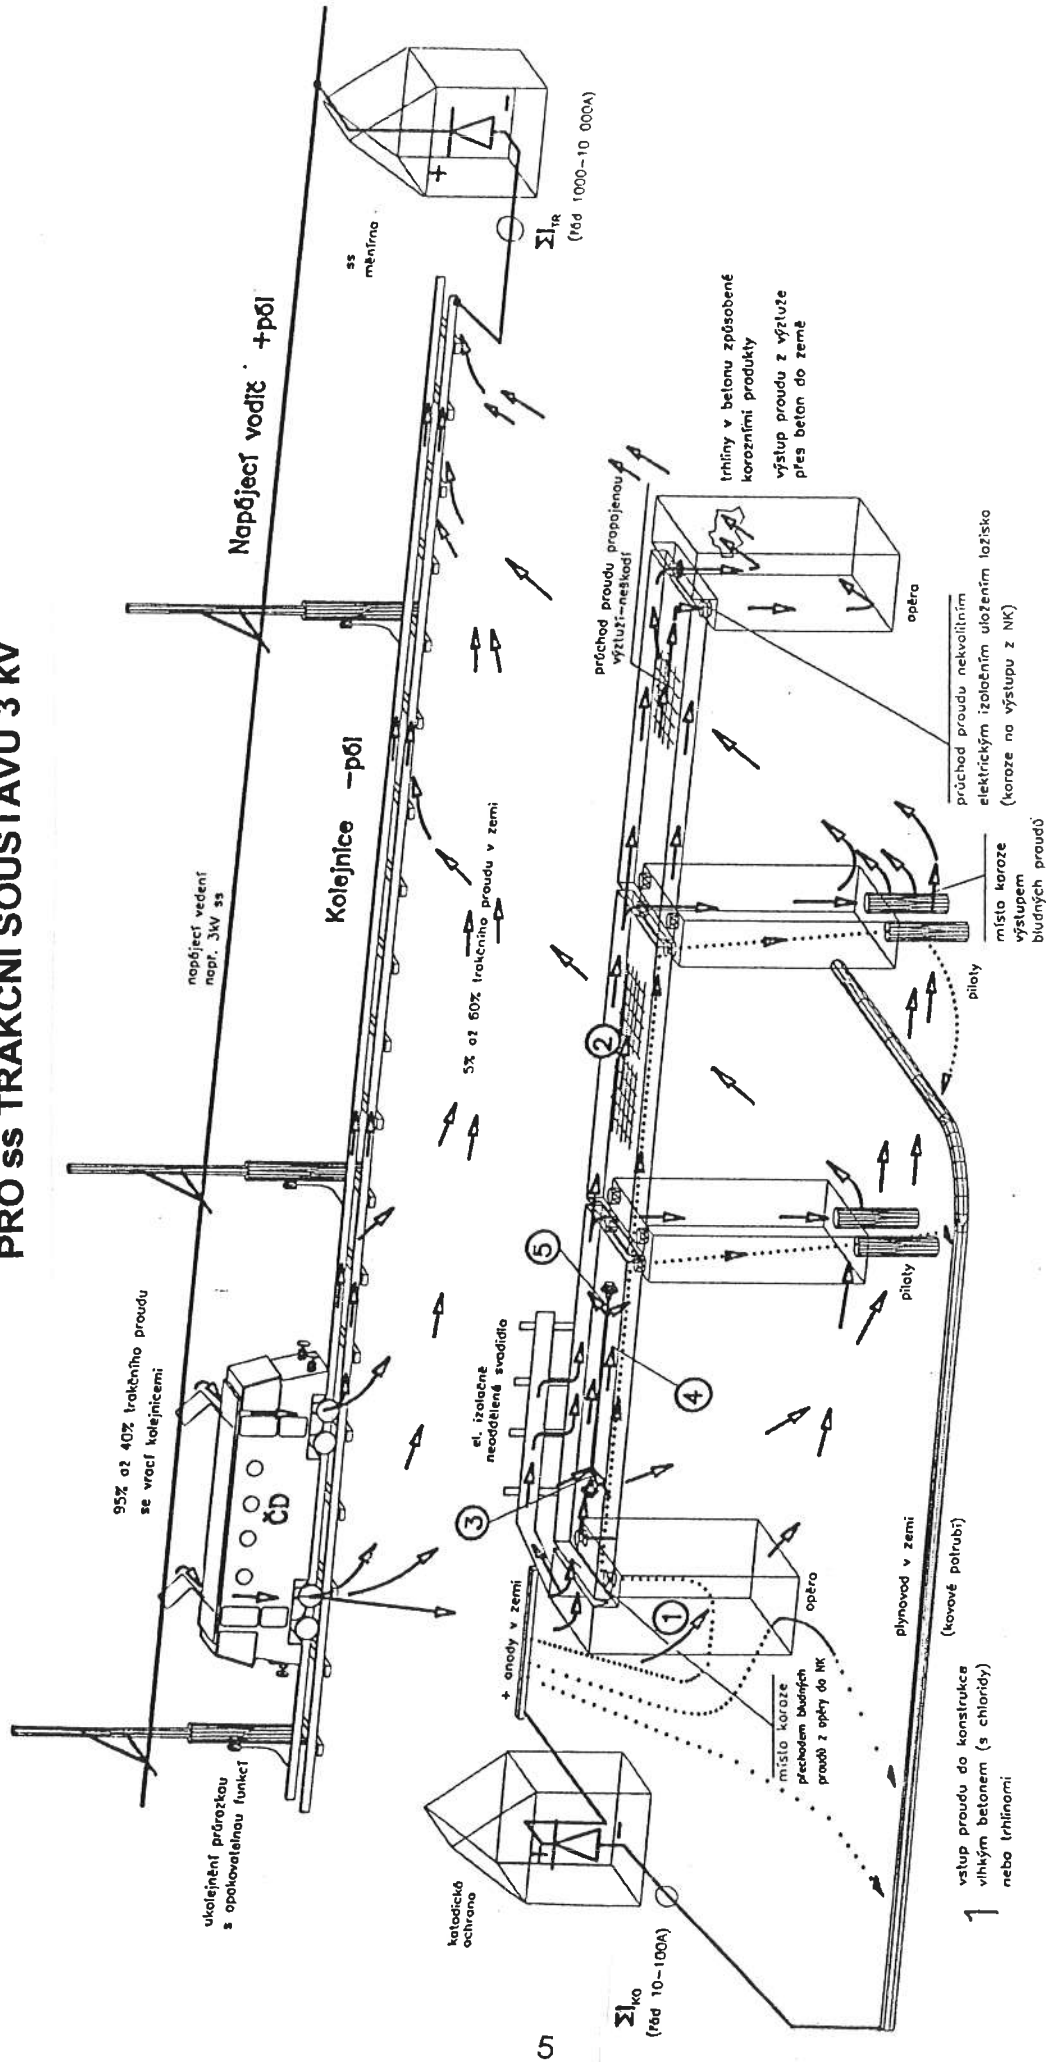 PRO ss TRAKČNÍ SOUSTAVU 3 kV
95% až 40% trakčního proudu
se vrací kolejnicemi
napájecí vedení
např. 3kV ss
Napájecí vodič +pól
Kolejnice -pól
ss
měnírna
+
-
ΣI TR
(řád 1000-10 000A)
ukolejnění průrazkou
s opakovatelnou funkcí
ČD
5% až 60% trakčního proudu v zemi
katodická
ochrana
+
-
ΣI KO
(řád 10-100A)
+ anody v zemi
el. izolačně
neoddělená svodidla
1
2
3
4
5
místo koroze
přechodem bludných
proudů z opěry do NK
opěra
piloty
piloty
průchod proudu propojenou
výztuží-neškodí
trhliny v betonu způsobené
korozními produkty
výstup proudu z výztuže
přes beton do země
opěra
průchod proudu nekvalitním
elektrickým izolačním uložením ložiska
(koroze na výstupu z NK)
místo koroze
výstupem
bludných proudů
plynovod v zemi
(kovové potrubí)
1 vstup proudu do konstrukce
vlhkým betonem (s chloridy)
nebo trhlinami
5